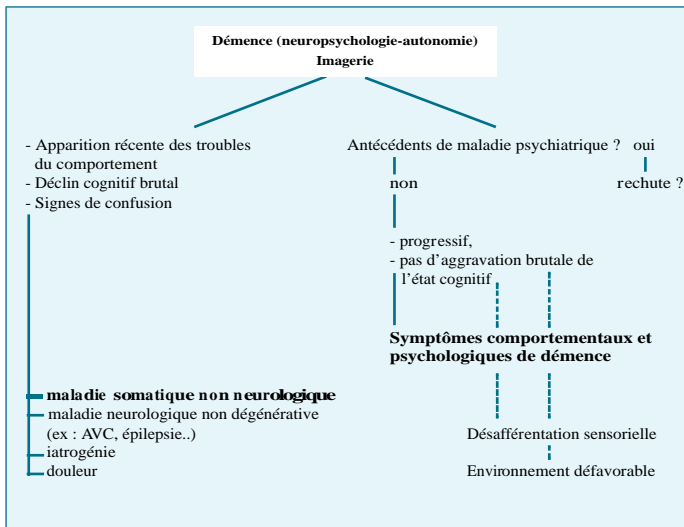 Démence (neuropsychologie-autonomie)
Imagerie
- Apparition récente des troubles
du comportement
- Déclin cognitif brutal
- Signes de confusion
Antécédents de maladie psychiatrique ? oui
non
rechute ?
- progressif,
- pas d’aggravation brutale de
l’état cognitif
Symptômes comportementaux et
psychologiques de démence
maladie somatique non neurologique
maladie neurologique non dégénérative
(ex : AVC, épilepsie..)
iatrogénie
douleur
Désafférentation sensorielle
Environnement défavorable